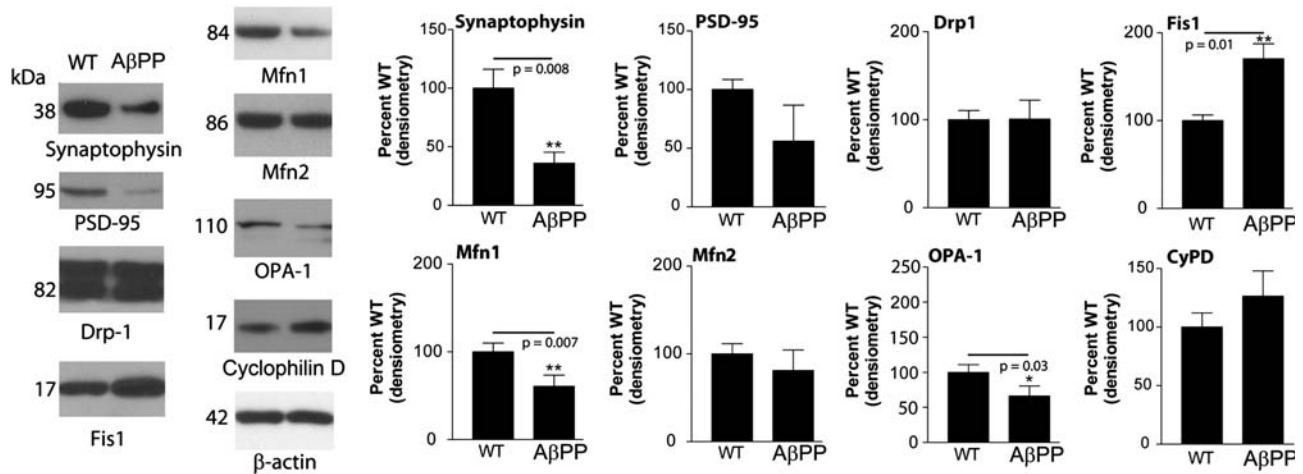 WT AβPP
kDa
38
Synaptophysin
95
PSD-95
82
Drp-1
17
Fis1
84
Mfn1
86
Mfn2
110
OPA-1
17
Cyclophilin D
42
β-actin
Synaptophysin
Percent WT
(densiometry)
150
100
50
0
p = 0.008
**
WT AβPP
PSD-95
Percent WT
(densiometry)
150
100
50
0
WT AβPP
Drp1
Percent WT
(densiometry)
200
100
0
WT AβPP
Fis1
Percent WT
(densiometry)
200
100
0
p = 0.01
**
WT AβPP
Mfn1
Percent WT
(densiometry)
200
100
0
p = 0.007
**
WT AβPP
Mfn2
Percent WT
(densiometry)
200
100
0
WT AβPP
OPA-1
Percent WT
(densiometry)
250
200
150
100
50
0
p = 0.03
*
WT AβPP
CyPD
Percent WT
(densiometry)
150
100
50
0
WT AβPP